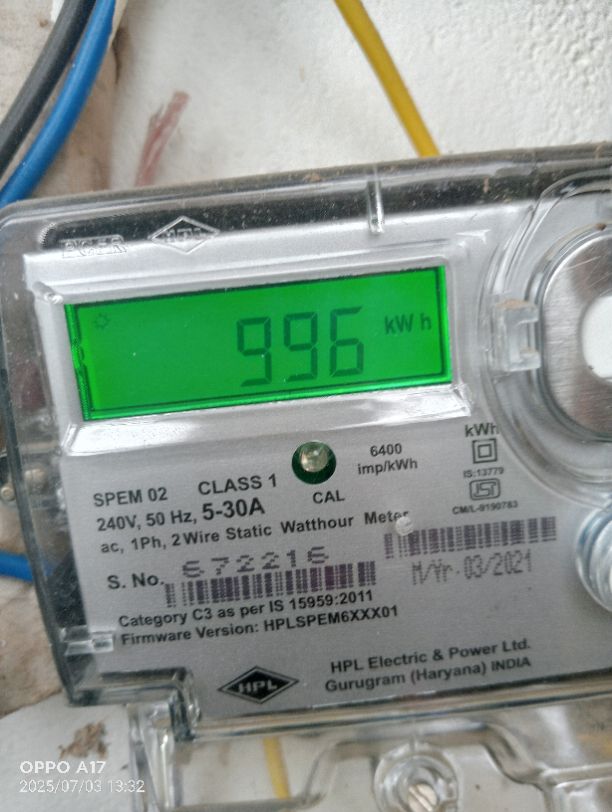 996 kW h
kWh
6400
imp/kWh
IS:13779
CM/L-9190783
SPEM 02 CLASS 1
CAL
240V, 50 Hz, 5-30A
ac, 1Ph, 2 Wire Static Watthour Meter
S. No. 672216
M/Yr. 03/2021
Category C3 as per IS 15959:2011
Firmware Version: HPLSPEM6XXX01
HPL
HPL Electric & Power Ltd.
Gurugram (Haryana) INDIA
OPPO A17
2025/07/03 13:32